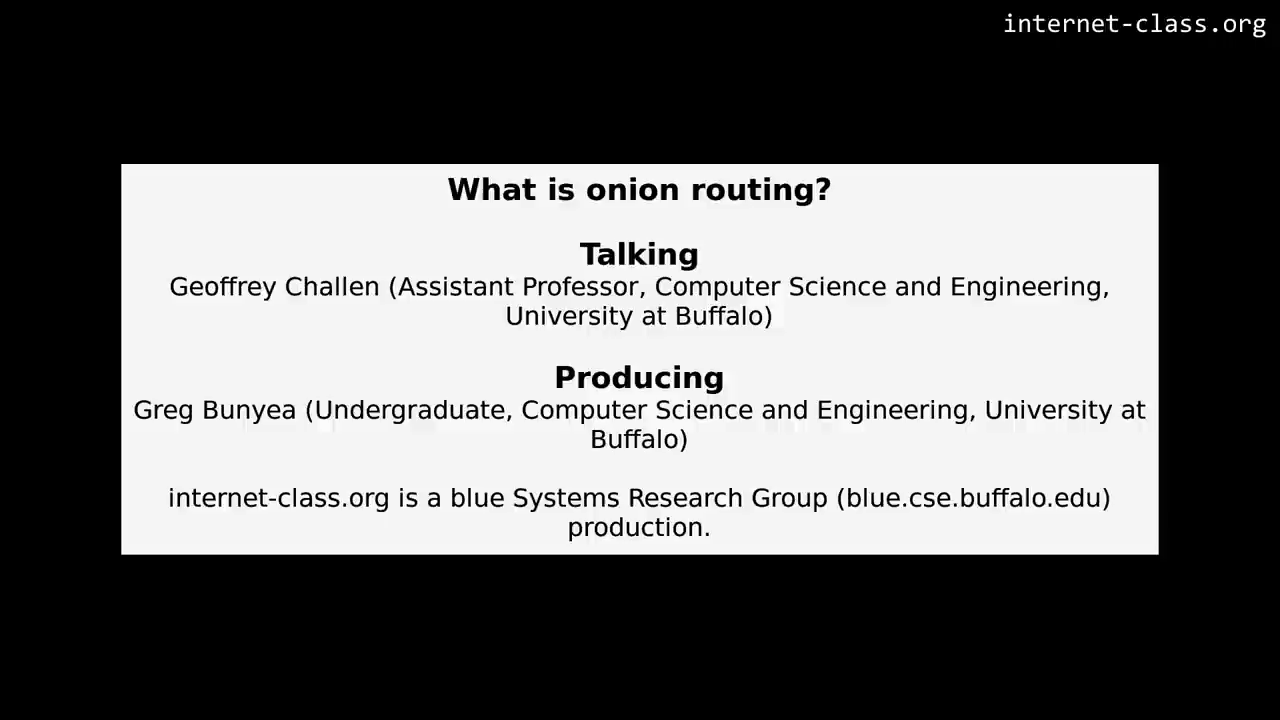 internet-class.org
What is onion routing?
Talking
Geoffrey Challen (Assistant Professor, Computer Science and Engineering,
University at Buffalo)
Producing
Greg Bunyea (Undergraduate, Computer Science and Engineering, University at
Buffalo)
internet-class.org is a blue Systems Research Group (blue.cse.buffalo.edu)
production.